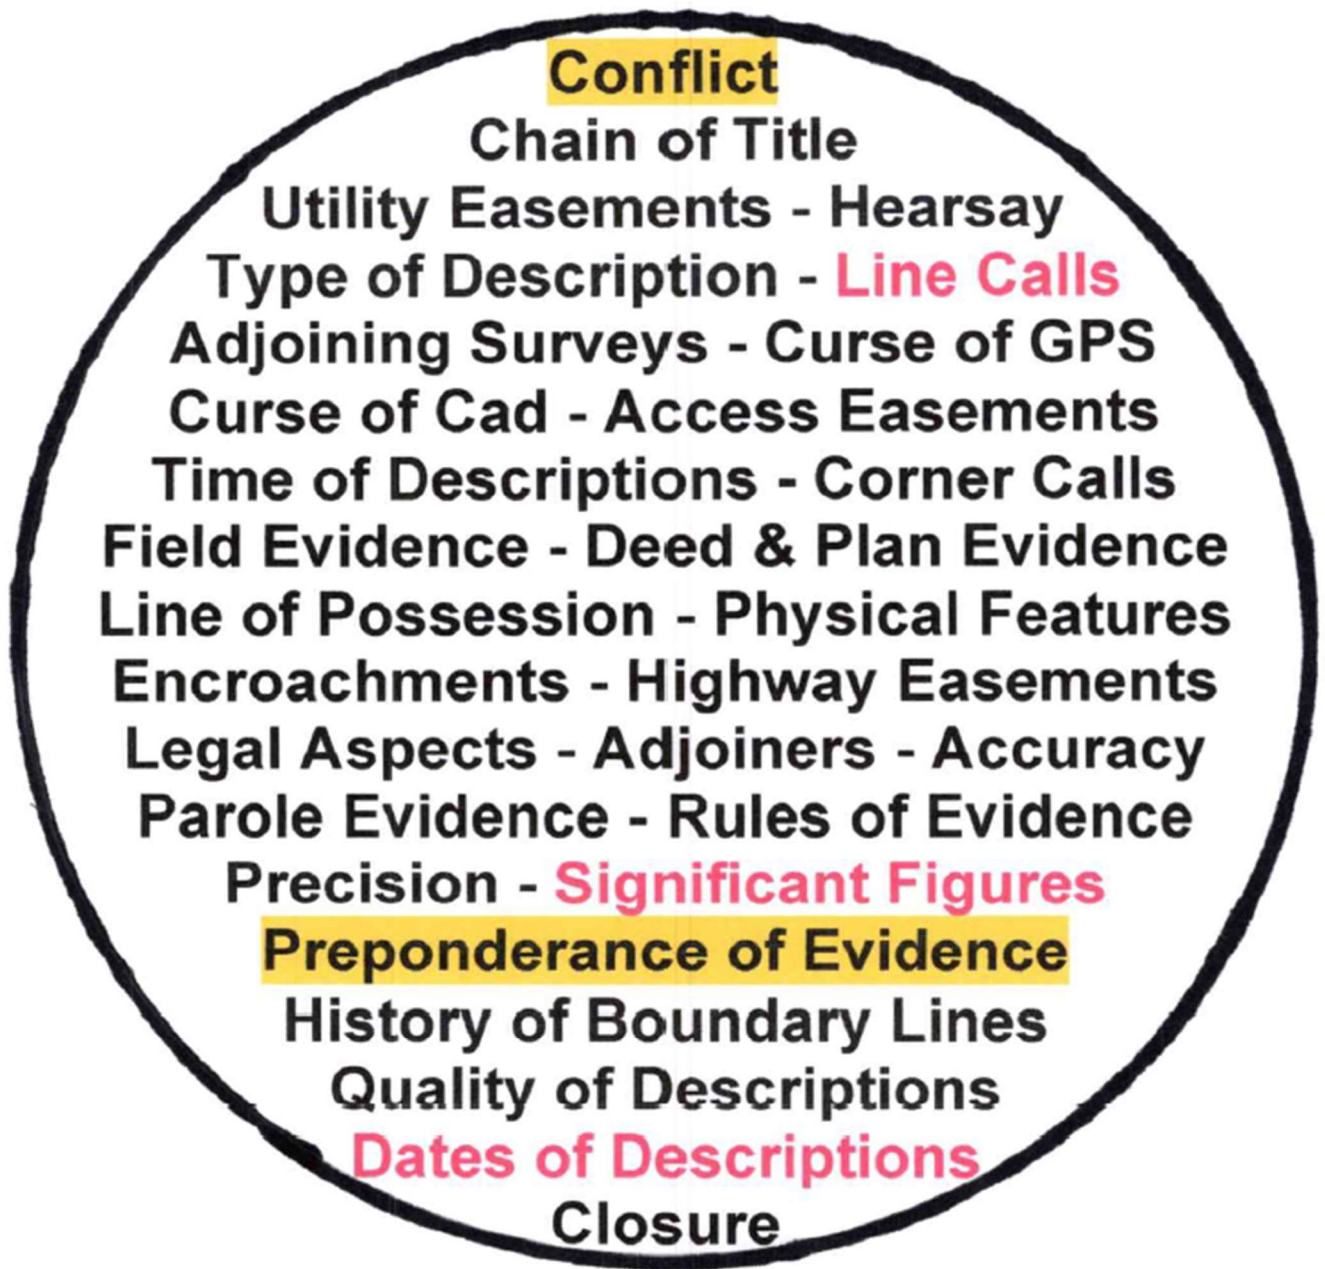 Conflict
Chain of Title
Utility Easements - Hearsay
Type of Description - Line Calls
Adjoining Surveys - Curse of GPS
Curse of Cad - Access Easements
Time of Descriptions - Corner Calls
Field Evidence - Deed & Plan Evidence
Line of Possession - Physical Features
Encroachments - Highway Easements
Legal Aspects - Adjoiners - Accuracy
Parole Evidence - Rules of Evidence
Precision - Significant Figures
Preponderance of Evidence
History of Boundary Lines
Quality of Descriptions
Dates of Descriptions
Closure